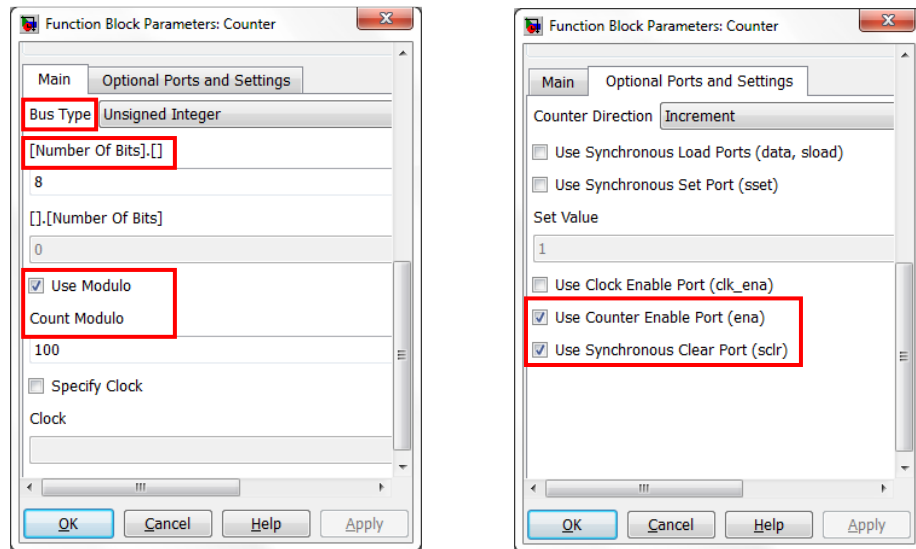 Function Block Parameters: Counter
Main
Optional Ports and Settings
Bus Type Unsigned Integer
[Number Of Bits].[]
8
[].[Number Of Bits]
0
Use Modulo
Count Modulo
100
Specify Clock
Clock
OK
Cancel
Help
Apply
Function Block Parameters: Counter
Main
Optional Ports and Settings
Counter Direction Increment
Use Synchronous Load Ports (data, sload)
Use Synchronous Set Port (sset)
Set Value
1
Use Clock Enable Port (clk_ena)
Use Counter Enable Port (ena)
Use Synchronous Clear Port (sclr)
OK
Cancel
Help
Apply